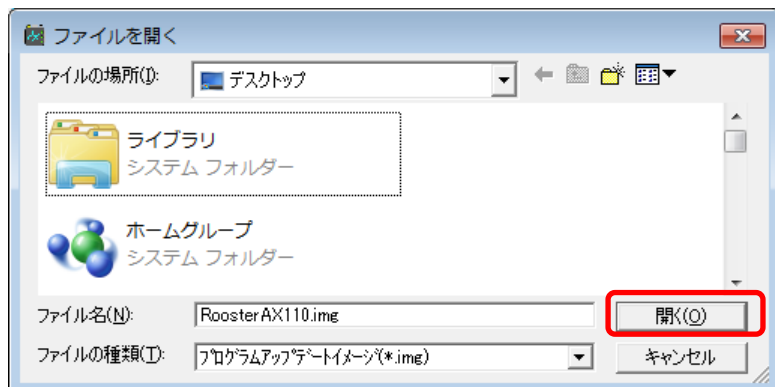 ファイルを開く
ファイルの場所(I):
デスクトップ
ライブラリ
システム フォルダー
ホームグループ
システム フォルダー
ファイル名(N):
RoosterAX110.img
開く(O)
ファイルの種類(T):
ﾌﾟﾛｸﾞﾗﾑｱｯﾌﾟﾃﾞｰﾄｲﾒｰｼﾞ(*.img)
キャンセル